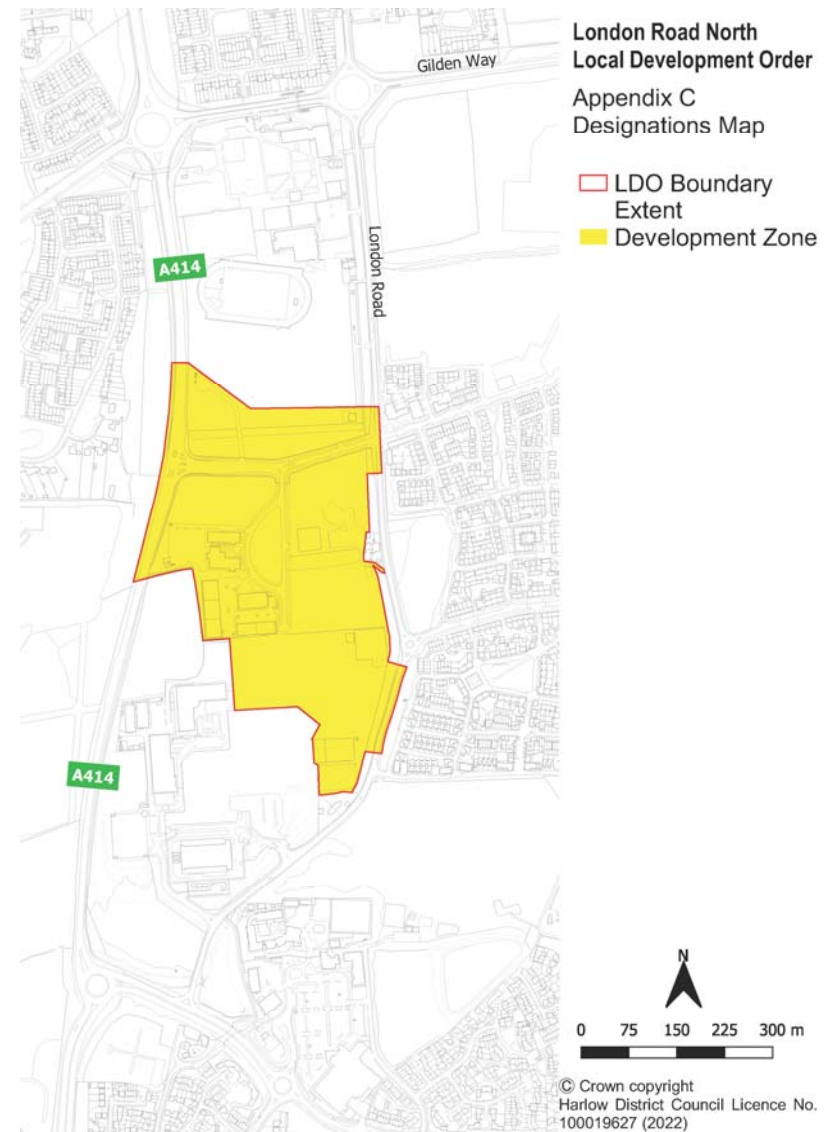 London Road North
Local Development Order
Appendix C
Designations Map
LDO Boundary
Extent
Development Zone
Gilden Way
London Road
A414
A414
N
0 75 150 225 300 m
© Crown copyright
Harlow District Council Licence No.
100019627 (2022)